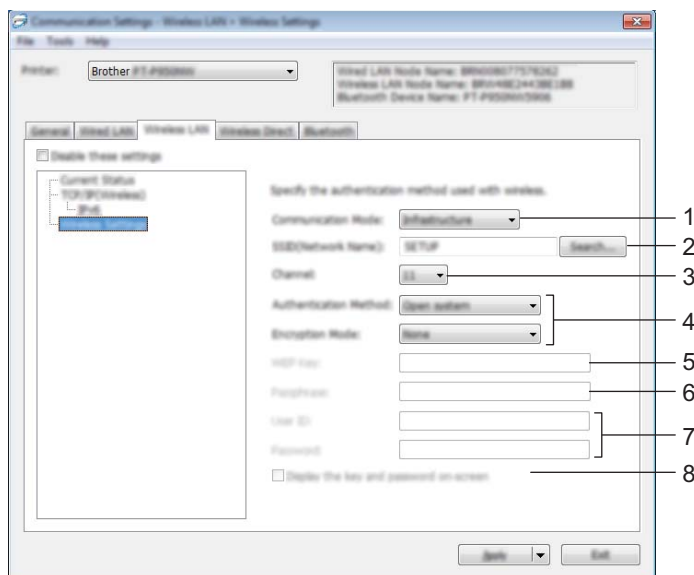 Communication Settings - Wireless LAN > Wireless Settings
File Tools Help
Printer: Brother PT-P950NW
Wired LAN Node Name:
Wireless LAN Node Name:
Bluetooth Device Name:
General Wired LAN Wireless LAN Wireless Direct Bluetooth
Disable these settings
Current Status
TCP/IP(Wireless)
IPv6
Wireless Settings
Specify the authentication method used with wireless.
Communication Mode: Infrastructure 1
SSID(Network Name): SETUP Search... 2
Channel: 11 3
Authentication Method: Open system
4
Encryption Mode: None
WEP Key: 5
Passphrase: 6
User ID:
7
Password:
Display the key and password on-screen 8
Apply Exit